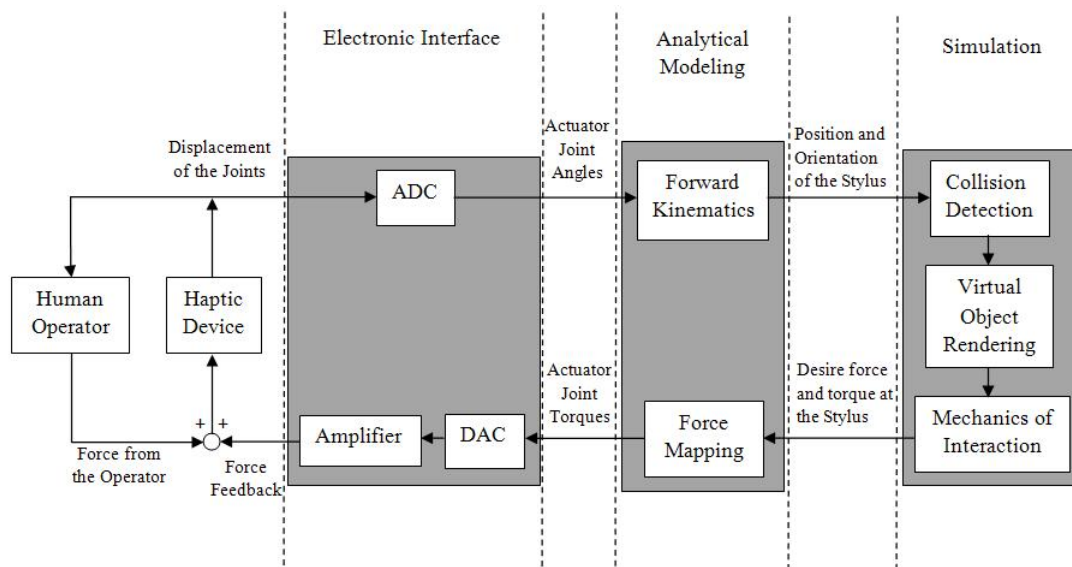 Electronic Interface
Analytical
Modeling
Simulation
Displacement
of the Joints
Actuator
Joint
Angles
Position and
Orientation
of the Stylus
ADC
Forward
Kinematics
Collision
Detection
Human
Operator
Haptic
Device
Virtual
Object
Rendering
Actuator
Joint
Torques
Desire force
and torque at
the Stylus
+ +
Amplifier
DAC
Force
Mapping
Mechanics of
Interaction
Force from
the Operator
Force
Feedback